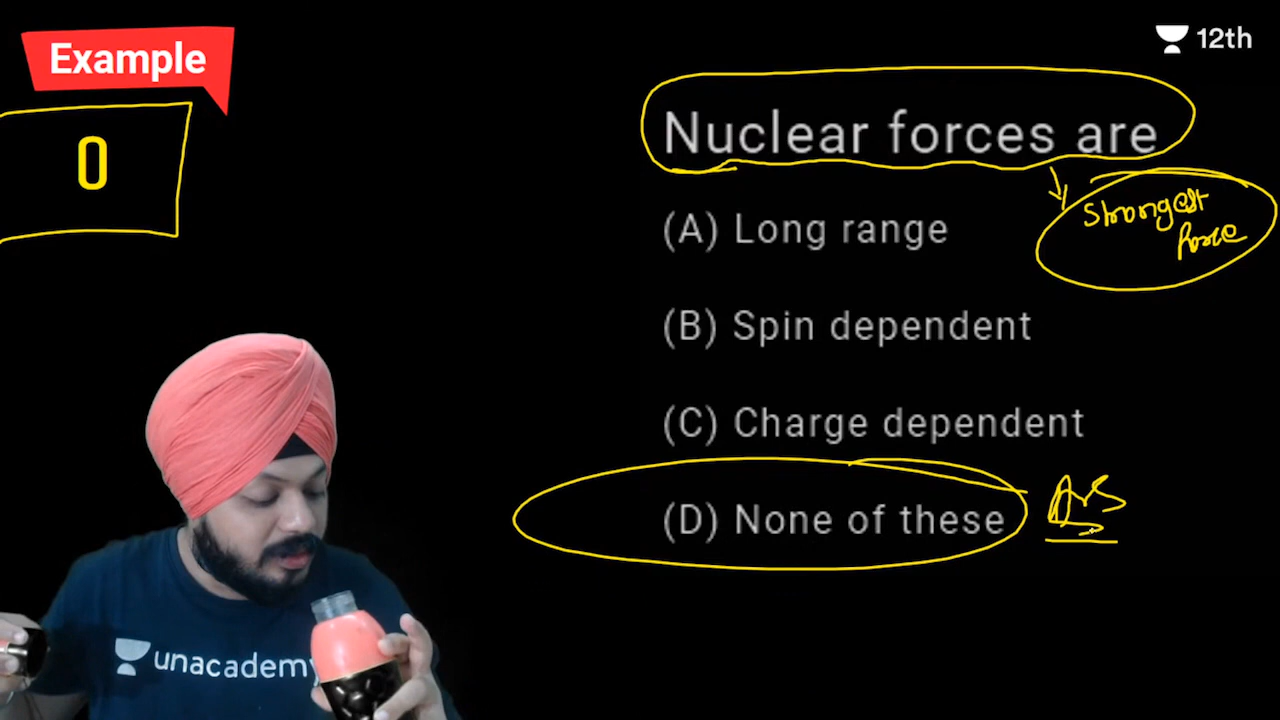 Example
12th
0
Nuclear forces are
Strongest
force
(A) Long range
(B) Spin dependent
(C) Charge dependent
(D) None of these
Ans
unacademy